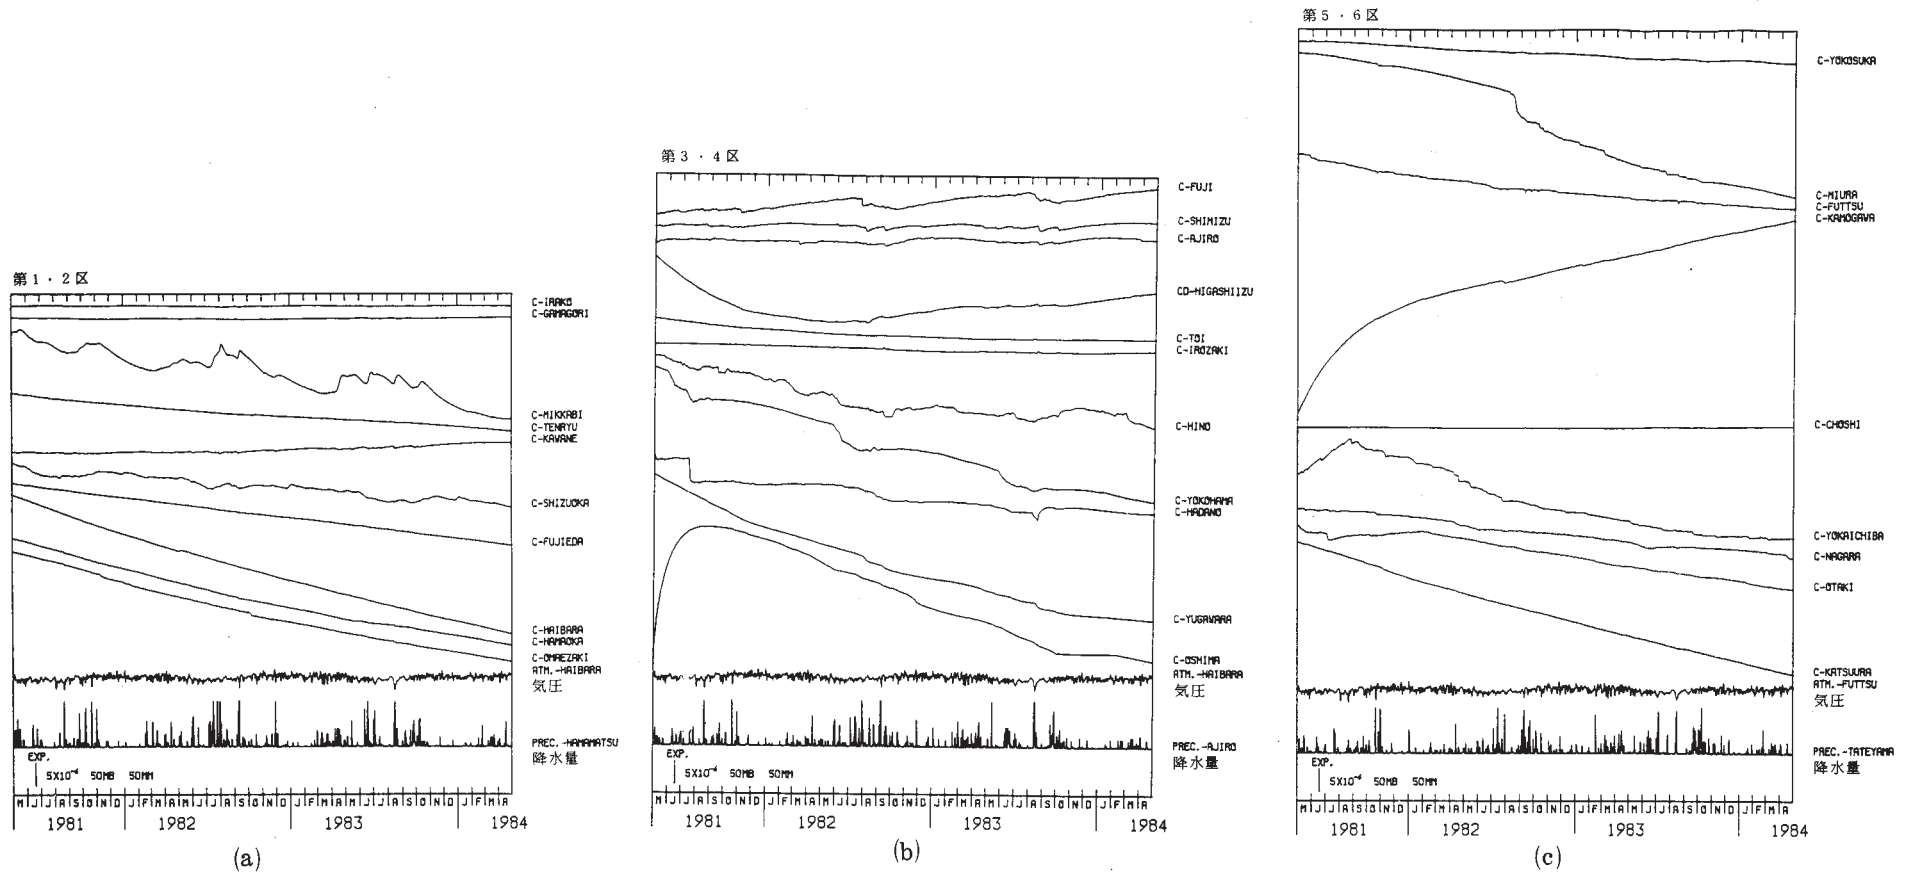 第1・2区
C-IRAKO
C-GAMAGORI
C-MIKKABI
C-TENRYU
C-KAWANE
C-SHIZUOKA
C-FUJIEDA
C-HAIBARA
C-HAMAOKA
C-OMAEZAKI
ATM.-HAIBARA
気圧
PREC.-HAMAMATSU
降水量
EXP.
5X10⁻⁶ 50MB 50MM
M J J A S O N D J F M A M J J A S O N D J F M A M J J A S O N D J F M A
1981 1982 1983 1984
(a)
第3・4区
C-FUJI
C-SHIMIZU
C-AJIRO
CD-HIGASHIIZU
C-TOI
C-IROZAKI
C-HINO
C-YOKOHAMA
C-HADANO
C-YUGAWARA
C-OSHIMA
ATM.-HAIBARA
気圧
PREC.-AJIRO
降水量
EXP.
5X10⁻⁶ 50MB 50MM
M J J A S O N D J F M A M J J A S O N D J F M A M J J A S O N D J F M A
1981 1982 1983 1984
(b)
第5・6区
C-YOKOSUKA
C-MIURA
C-FUTTSU
C-KAMOGAWA
C-CHOSHI
C-YOKAICHIBA
C-NAGARA
C-OTAKI
C-KATSUURA
ATM.-FUTTSU
気圧
PREC.-TATEYAMA
降水量
EXP.
5X10⁻⁶ 50MB 50MM
M J J A S O N D J F M A M J J A S O N D J F M A M J J A S O N D J F M A
1981 1982 1983 1984
(c)